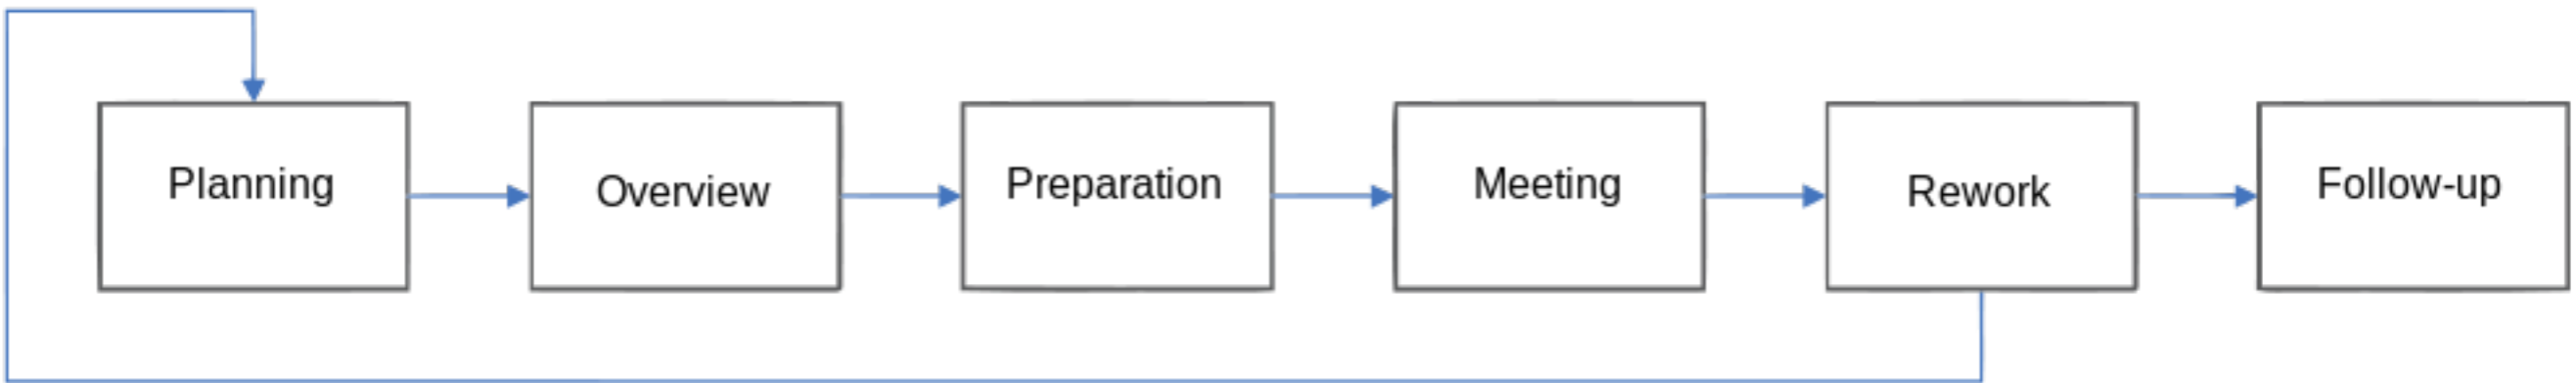 Planning
Overview
Preparation
Meeting
Rework
Follow-up